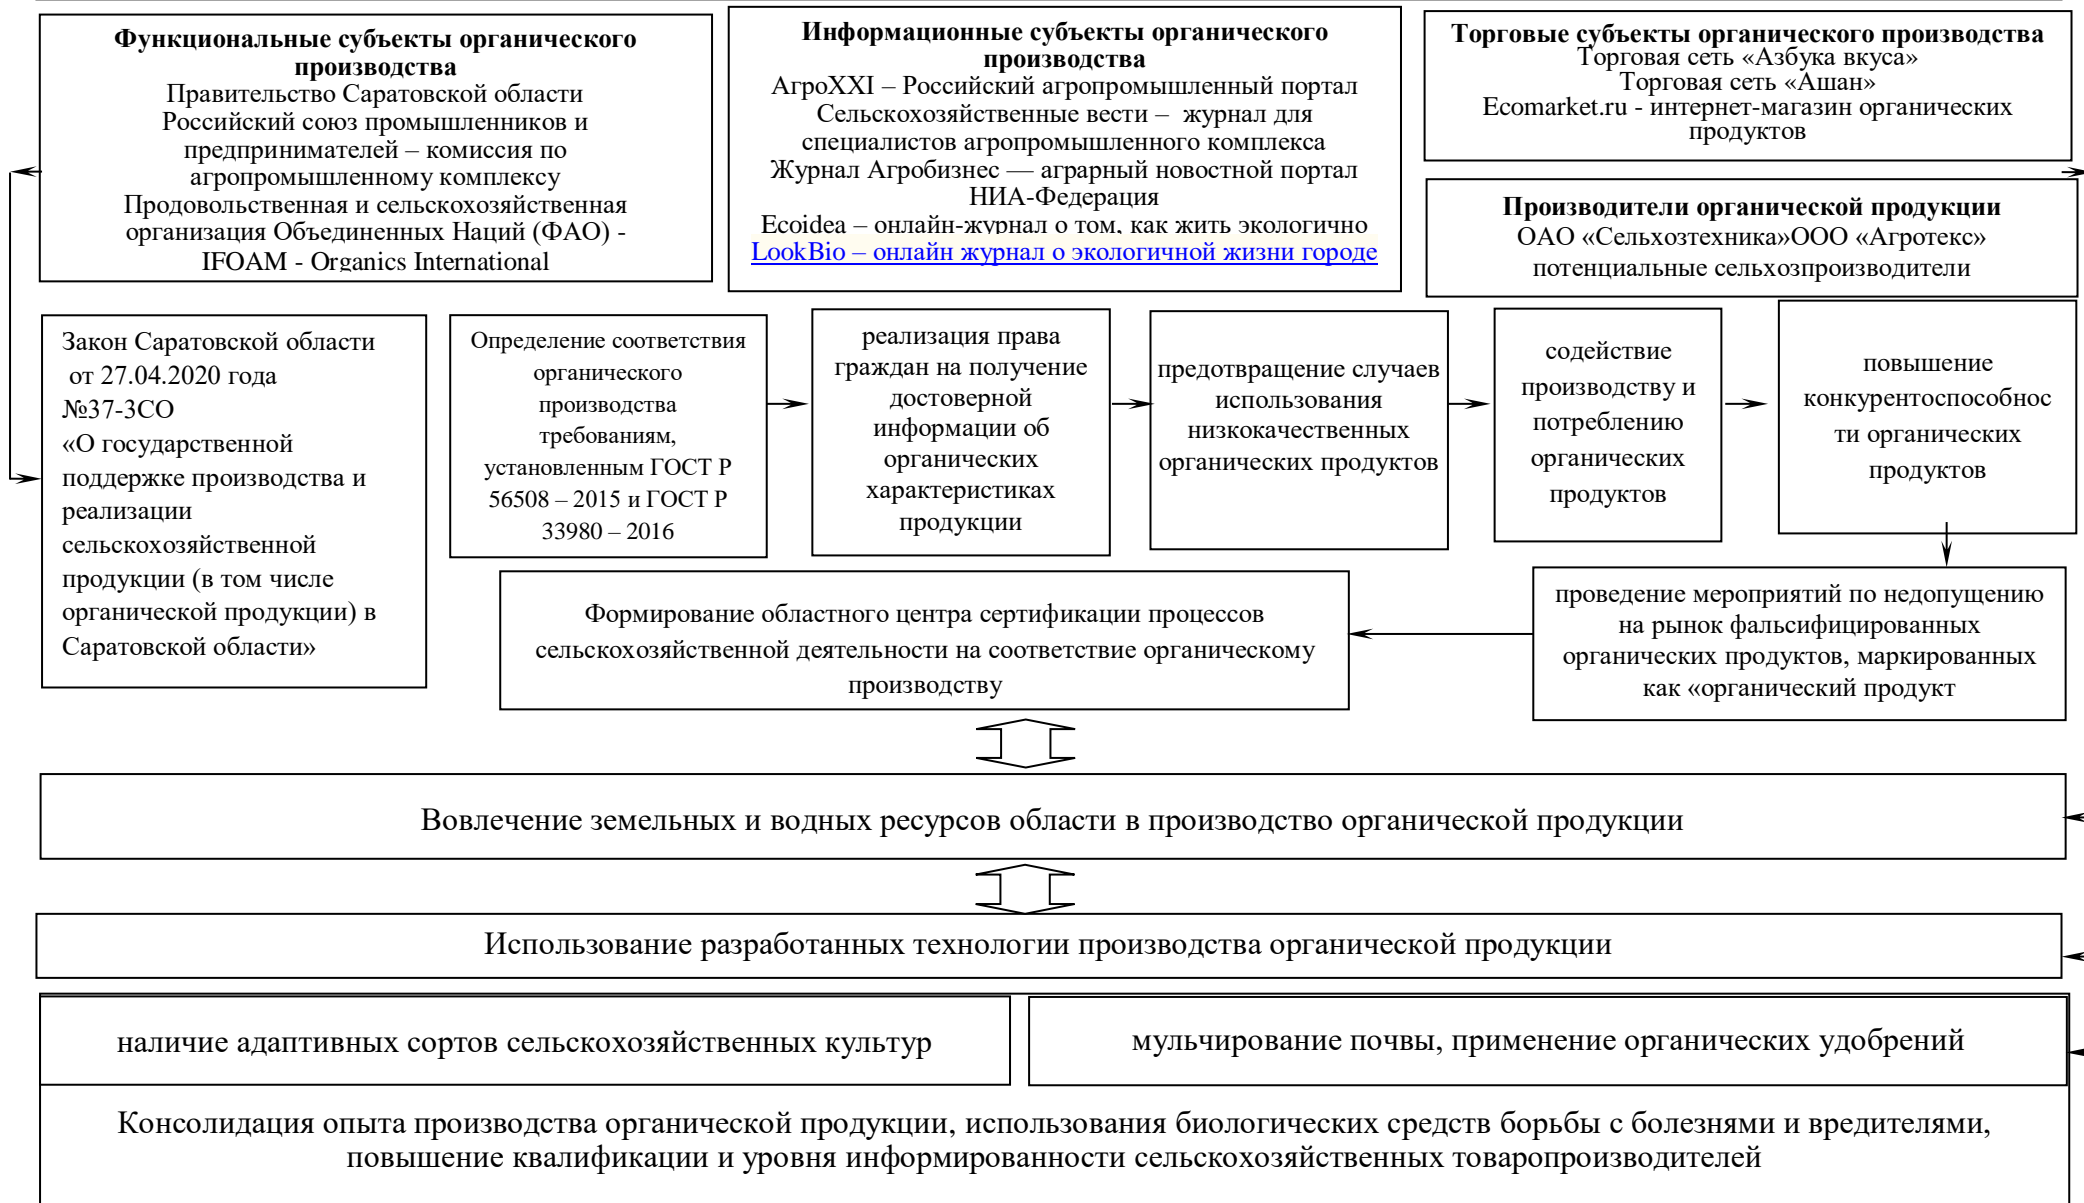 Функциональные субъекты органического
производства
Правительство Саратовской области
Российский союз промышленников и
предпринимателей – комиссия по
агропромышленному комплексу
Продовольственная и сельскохозяйственная
организация Объединенных Наций (ФАО) -
IFOAM - Organics International
Информационные субъекты органического
производства
АгроXXI – Российский агропромышленный портал
Сельскохозяйственные вести – журнал для
специалистов агропромышленного комплекса
Журнал Агробизнес — аграрный новостной портал
НИА-Федерация
Ecoidea – онлайн-журнал о том, как жить экологично
LookBio – онлайн журнал о экологичной жизни городе
Торговые субъекты органического производства
Торговая сеть «Азбука вкуса»
Торговая сеть «Ашан»
Ecomarket.ru - интернет-магазин органических
продуктов
Производители органической продукции
ОАО «Сельхозтехника»ООО «Агротекс»
потенциальные сельхозпроизводители
Закон Саратовской области
от 27.04.2020 года
№37-ЗСО
«О государственной
поддержке производства и
реализации
сельскохозяйственной
продукции (в том числе
органической продукции) в
Саратовской области»
Определение соответствия
органического
производства
требованиям,
установленным ГОСТ Р
56508 – 2015 и ГОСТ Р
33980 – 2016
реализация права
граждан на получение
достоверной
информации об
органических
характеристиках
продукции
предотвращение случаев
использования
низкокачественных
органических продуктов
содействие
производству и
потреблению
органических
продуктов
повышение
конкурентоспособнос
ти органических
продуктов
Формирование областного центра сертификации процессов
сельскохозяйственной деятельности на соответствие органическому
производству
проведение мероприятий по недопущению
на рынок фальсифицированных
органических продуктов, маркированных
как «органический продукт
Вовлечение земельных и водных ресурсов области в производство органической продукции
Использование разработанных технологии производства органической продукции
наличие адаптивных сортов сельскохозяйственных культур
мульчирование почвы, применение органических удобрений
Консолидация опыта производства органической продукции, использования биологических средств борьбы с болезнями и вредителями,
повышение квалификации и уровня информированности сельскохозяйственных товаропроизводителей